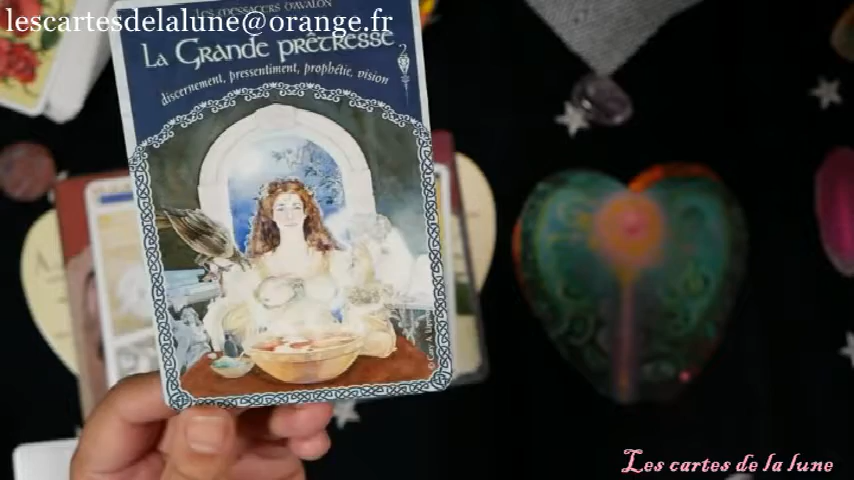 lescartesdelalune@orange.fr
Les messagers d'Avalon
La Grande prêtresse
discernement, pressentiment, prophétie, vision
Les cartes de la lune